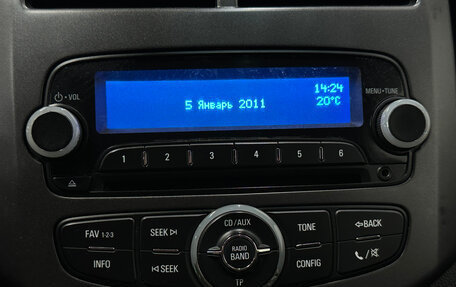 14:24
5 Январь 2011 20°C
VOL MENU•TUNE
1 2 3 4 5 6
CD/AUX
FAV 1-2-3 SEEK TONE BACK
RADIO
BAND
INFO SEEK CONFIG
TP